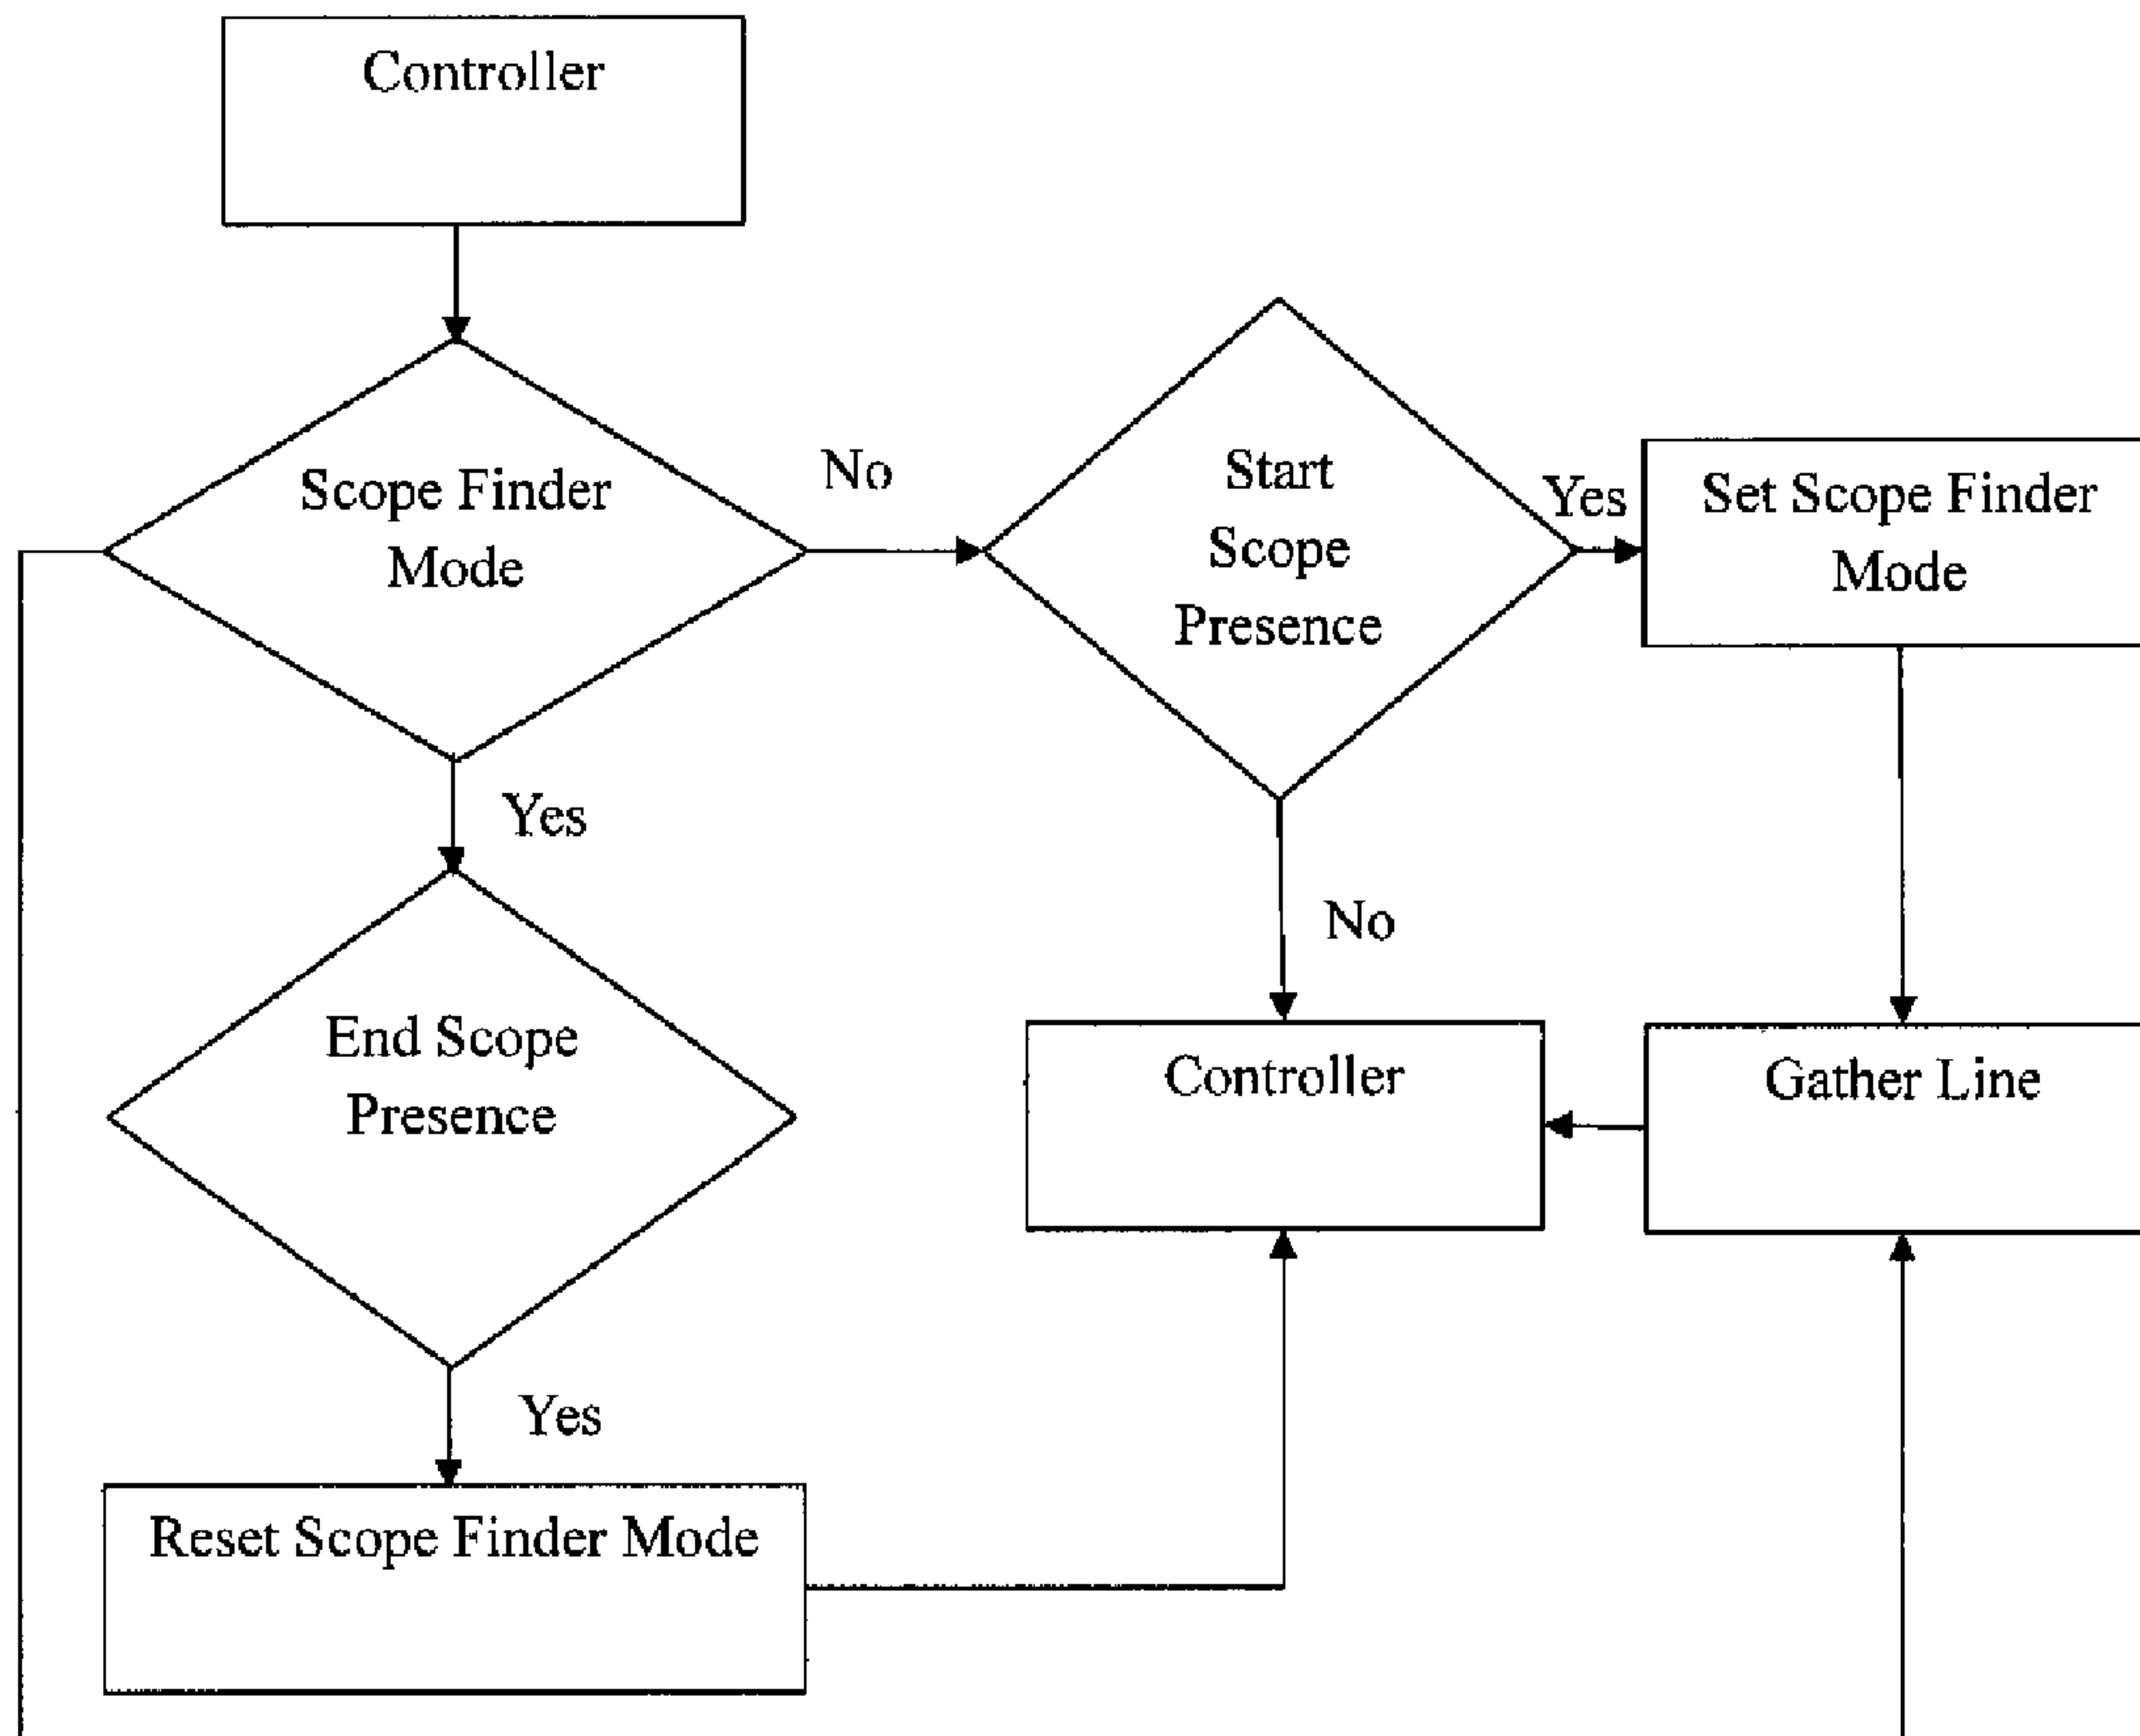 Controller
Scope Finder
Mode
No
Start
Scope
Presence
Yes
Set Scope Finder
Mode
Yes
End Scope
Presence
No
Controller
Gather Line
Yes
Reset Scope Finder Mode